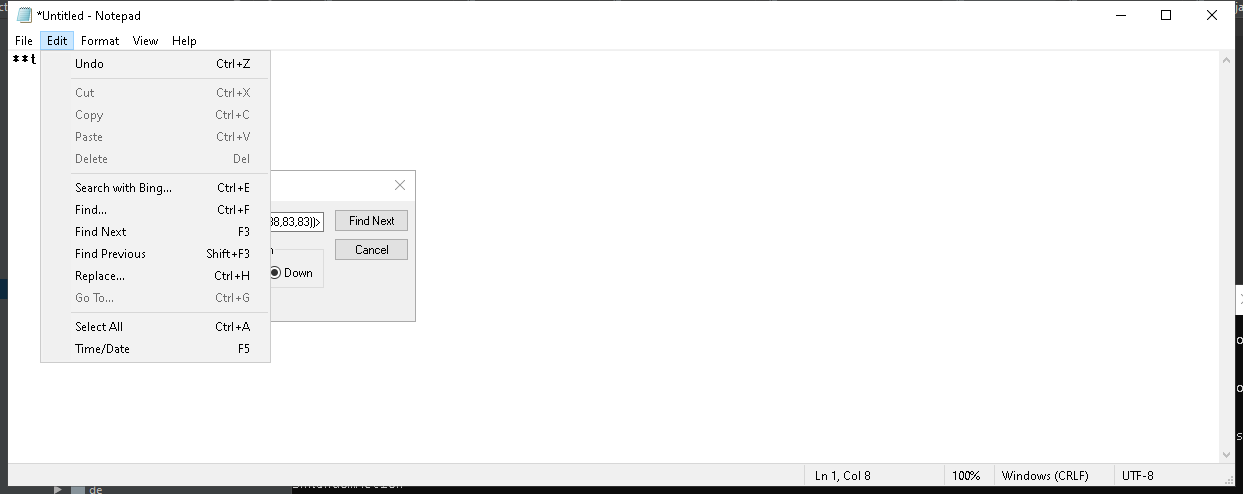 *Untitled - Notepad
File Edit Format View Help
**t
Undo Ctrl+Z
Cut Ctrl+X
Copy Ctrl+C
Paste Ctrl+V
Delete Del
Search with Bing... Ctrl+E
Find... Ctrl+F
Find Next F3
Find Previous Shift+F3
Replace... Ctrl+H
Go To... Ctrl+G
Select All Ctrl+A
Time/Date F5
38,83,83))>
Find Next
Cancel
Down
Ln 1, Col 8 100% Windows (CRLF) UTF-8
de